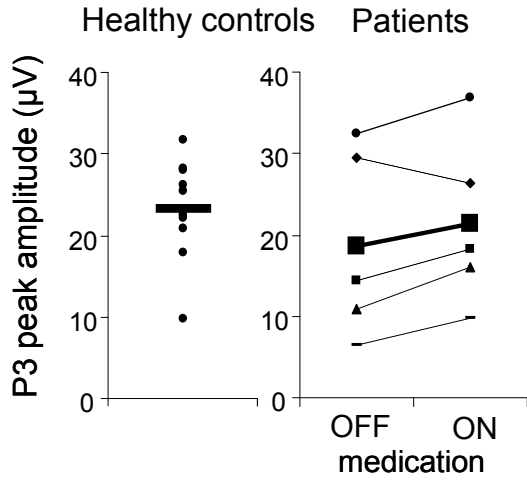 Healthy controls
Patients
P3 peak amplitude (µV)
40
30
20
10
0
40
30
20
10
0
OFF
ON
medication